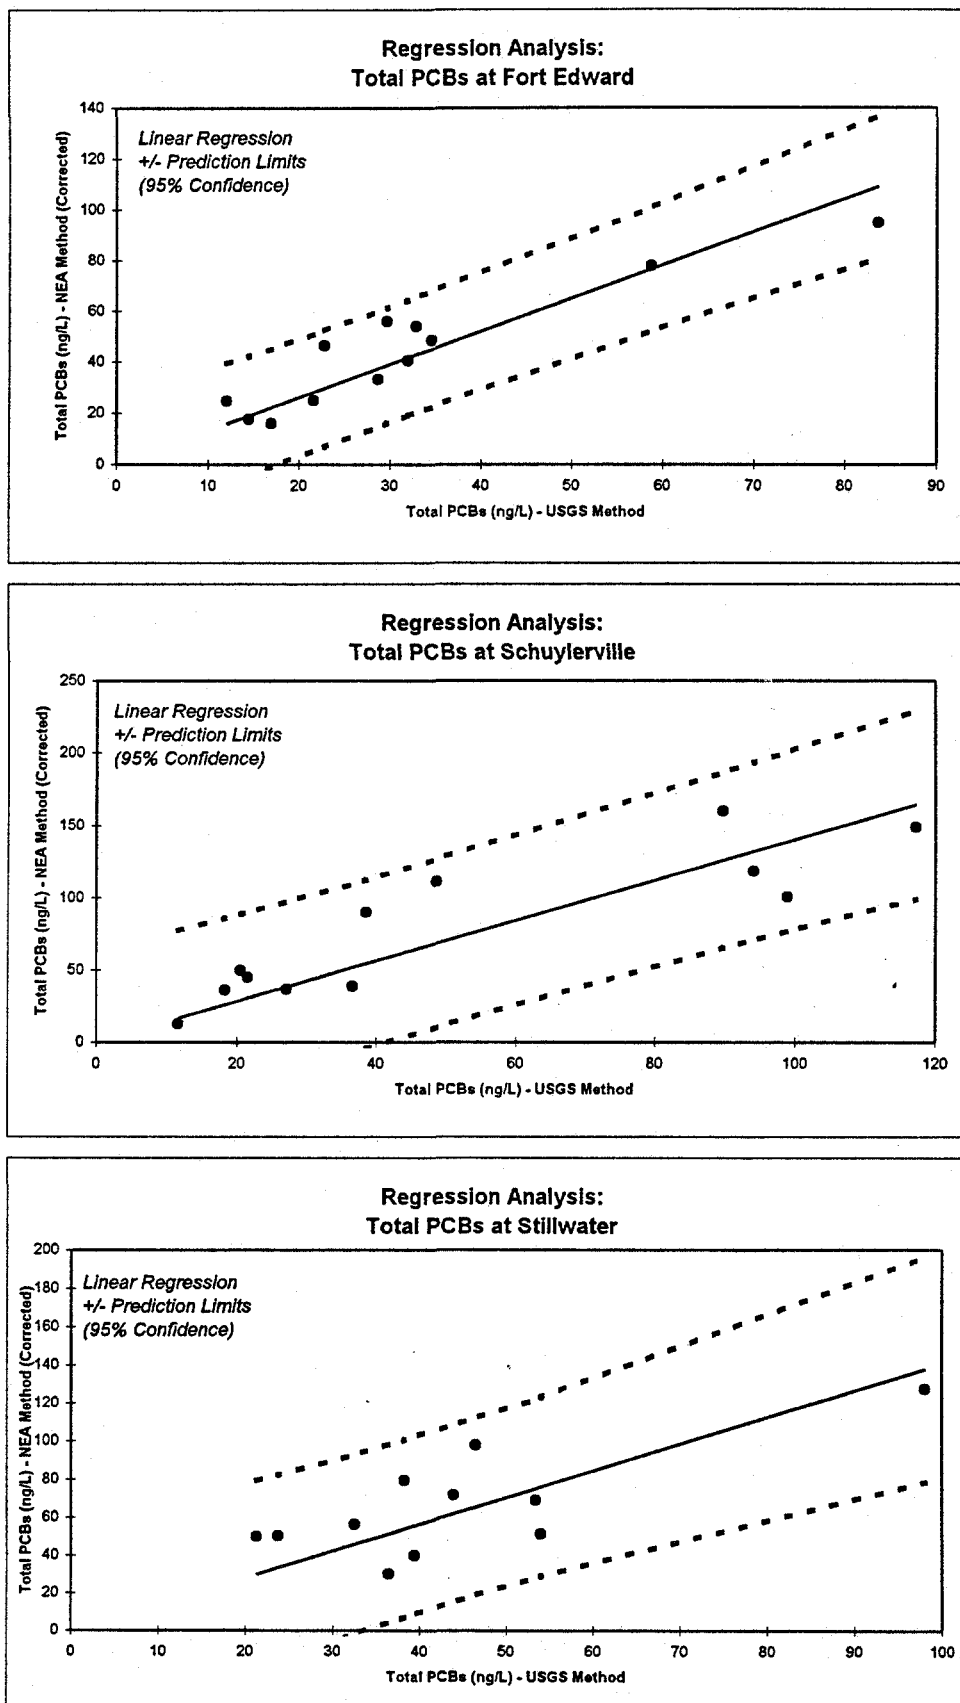 Regression Analysis:
Total PCBs at Fort Edward
Linear Regression
+/- Prediction Limits
(95% Confidence)
Total PCBs (ng/L) - NEA Method (Corrected)
140
120
100
80
60
40
20
0
0 10 20 30 40 50 60 70 80 90
Total PCBs (ng/L) - USGS Method
Regression Analysis:
Total PCBs at Schuylerville
Linear Regression
+/- Prediction Limits
(95% Confidence)
Total PCBs (ng/L) - NEA Method (Corrected)
250
200
150
100
50
0
0 20 40 60 80 100 120
Total PCBs (ng/L) - USGS Method
Regression Analysis:
Total PCBs at Stillwater
Linear Regression
+/- Prediction Limits
(95% Confidence)
Total PCBs (ng/L) - NEA Method (Corrected)
200
180
160
140
120
100
80
60
40
20
0
0 10 20 30 40 50 60 70 80 90 100
Total PCBs (ng/L) - USGS Method